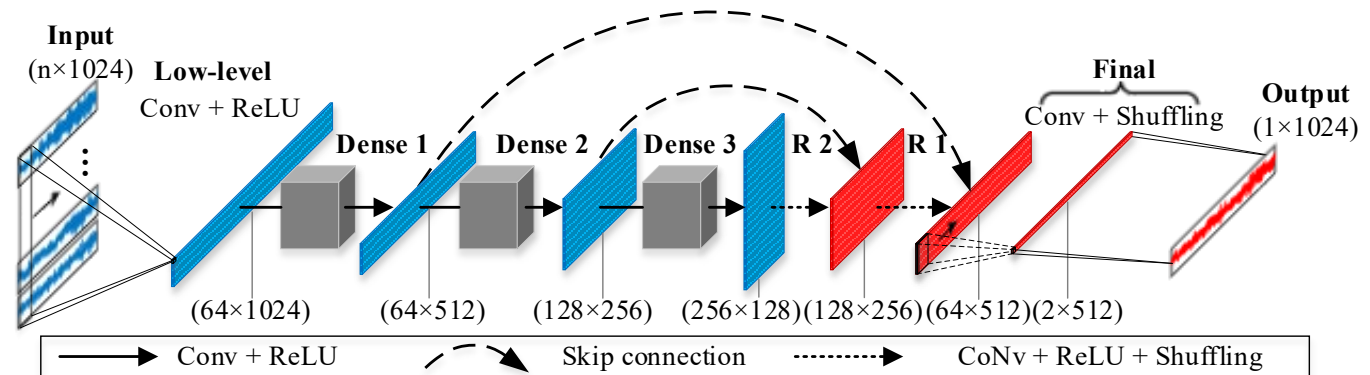 Input
(n×1024)
Low-level
Conv + ReLU
Dense 1
Dense 2
Dense 3
R 2
R 1
Final
Conv + Shuffling
Output
(1×1024)
(64×1024)
(64×512)
(128×256)
(256×128)
(128×256)
(64×512)
(2×512)
Conv + ReLU
Skip connection
CoNv + ReLU + Shuffling